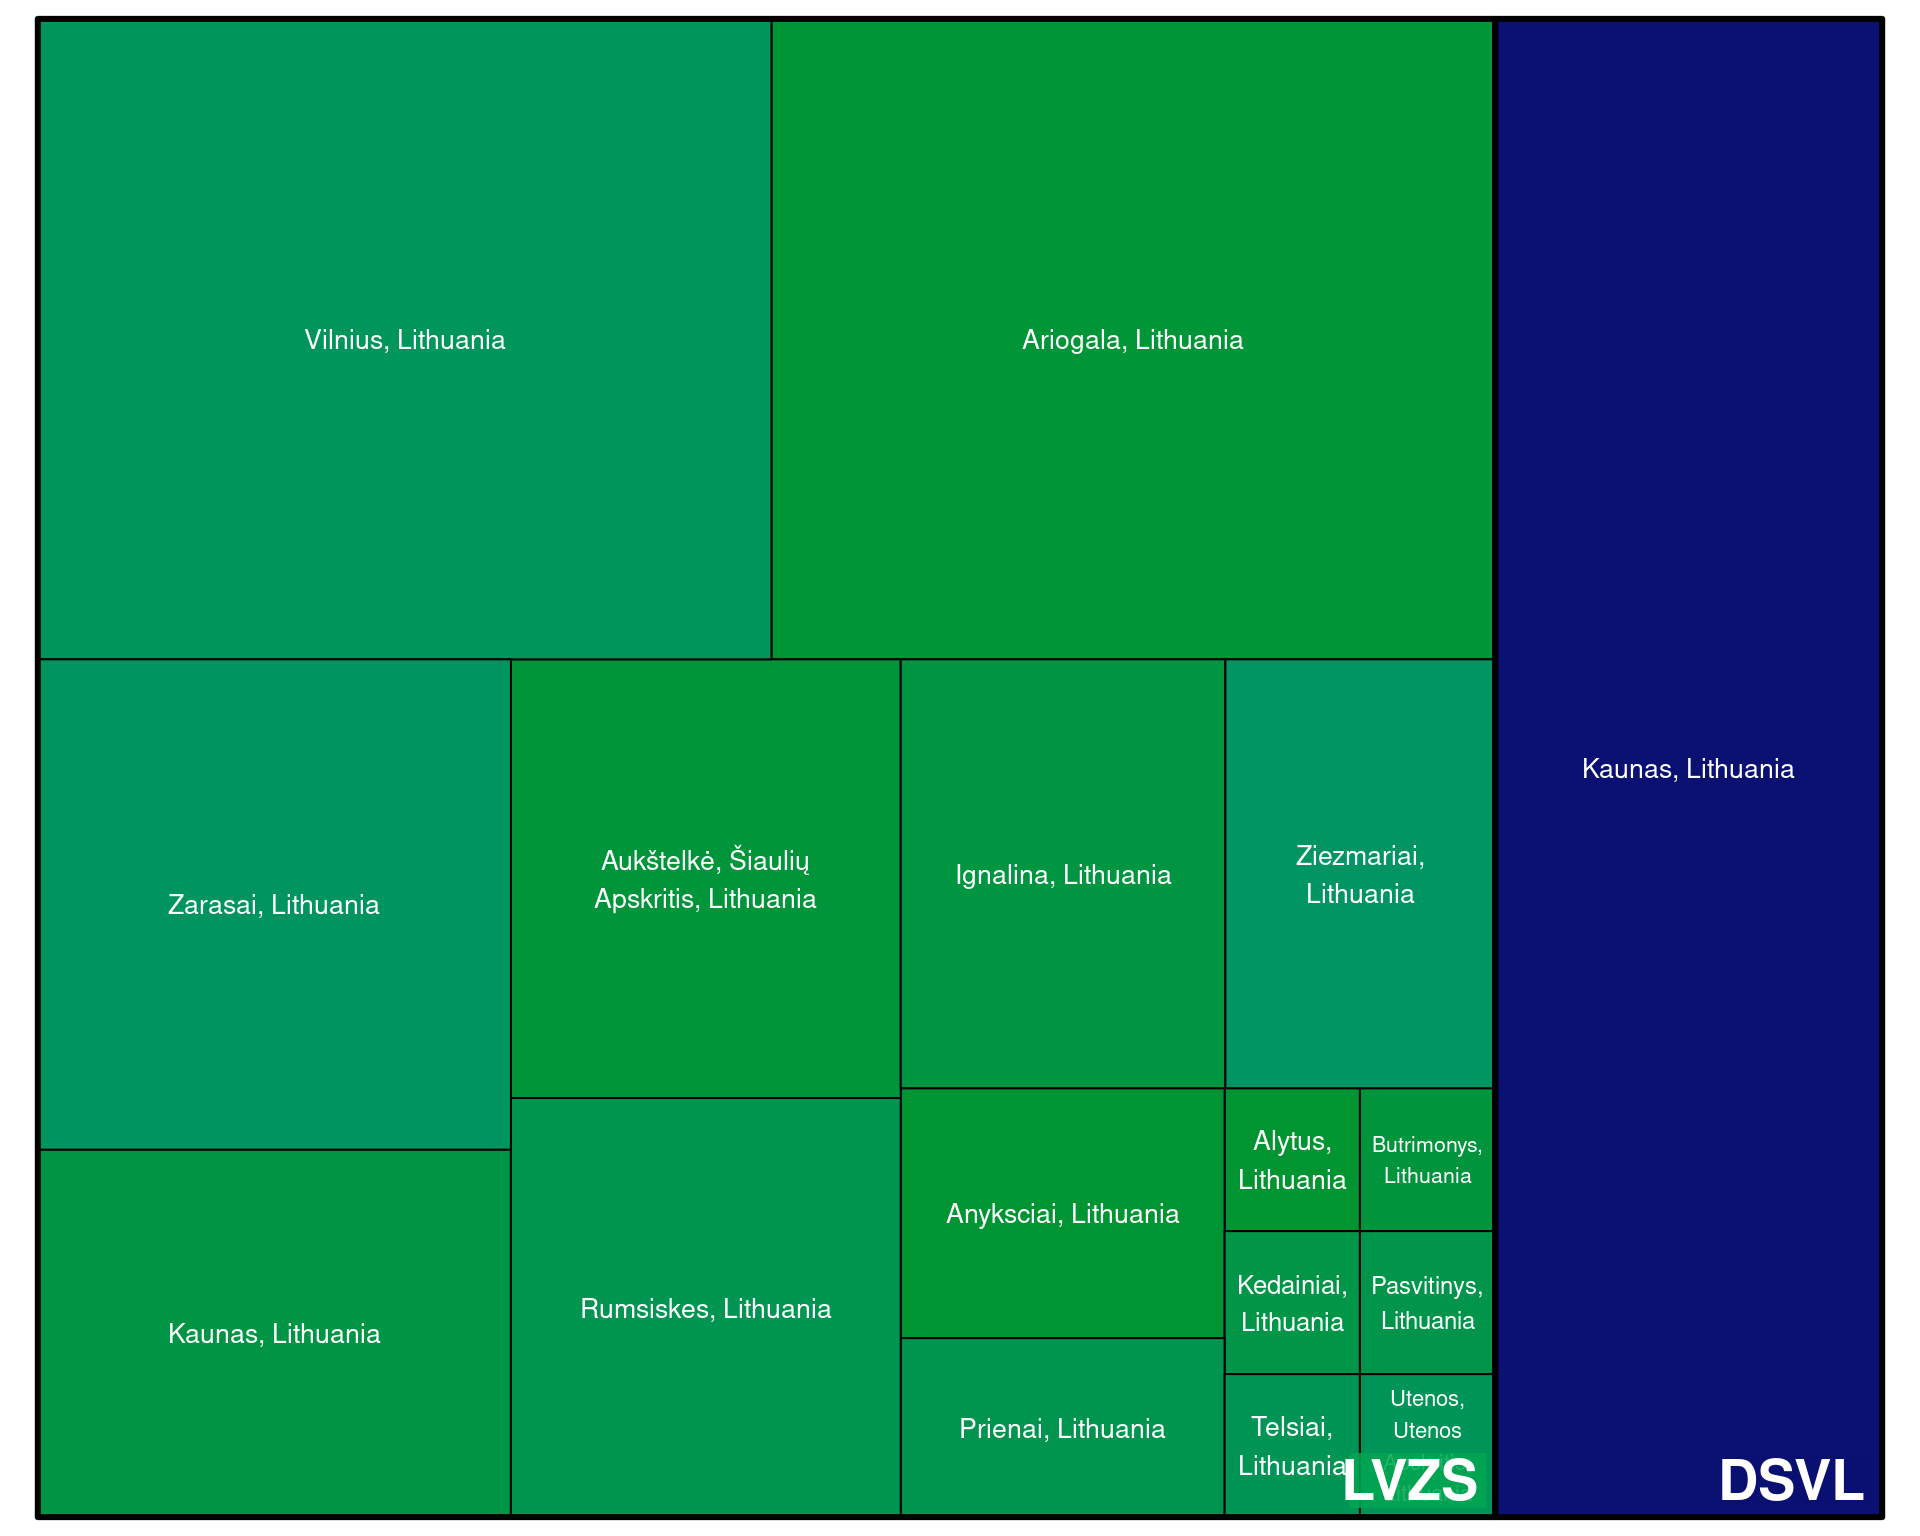 Vilnius, Lithuania
Ariogala, Lithuania
Kaunas, Lithuania
Zarasai, Lithuania
Aukštelkė, Šiaulių
Apskritis, Lithuania
Ignalina, Lithuania
Ziezmariai,
Lithuania
Kaunas, Lithuania
Rumsiskes, Lithuania
Anyksciai, Lithuania
Prienai, Lithuania
Alytus,
Lithuania
Butrimonys,
Lithuania
Kedainiai,
Lithuania
Pasvitinys,
Lithuania
Telsiai,
Lithuania
Utenos,
Utenos
LVZS
DSVL